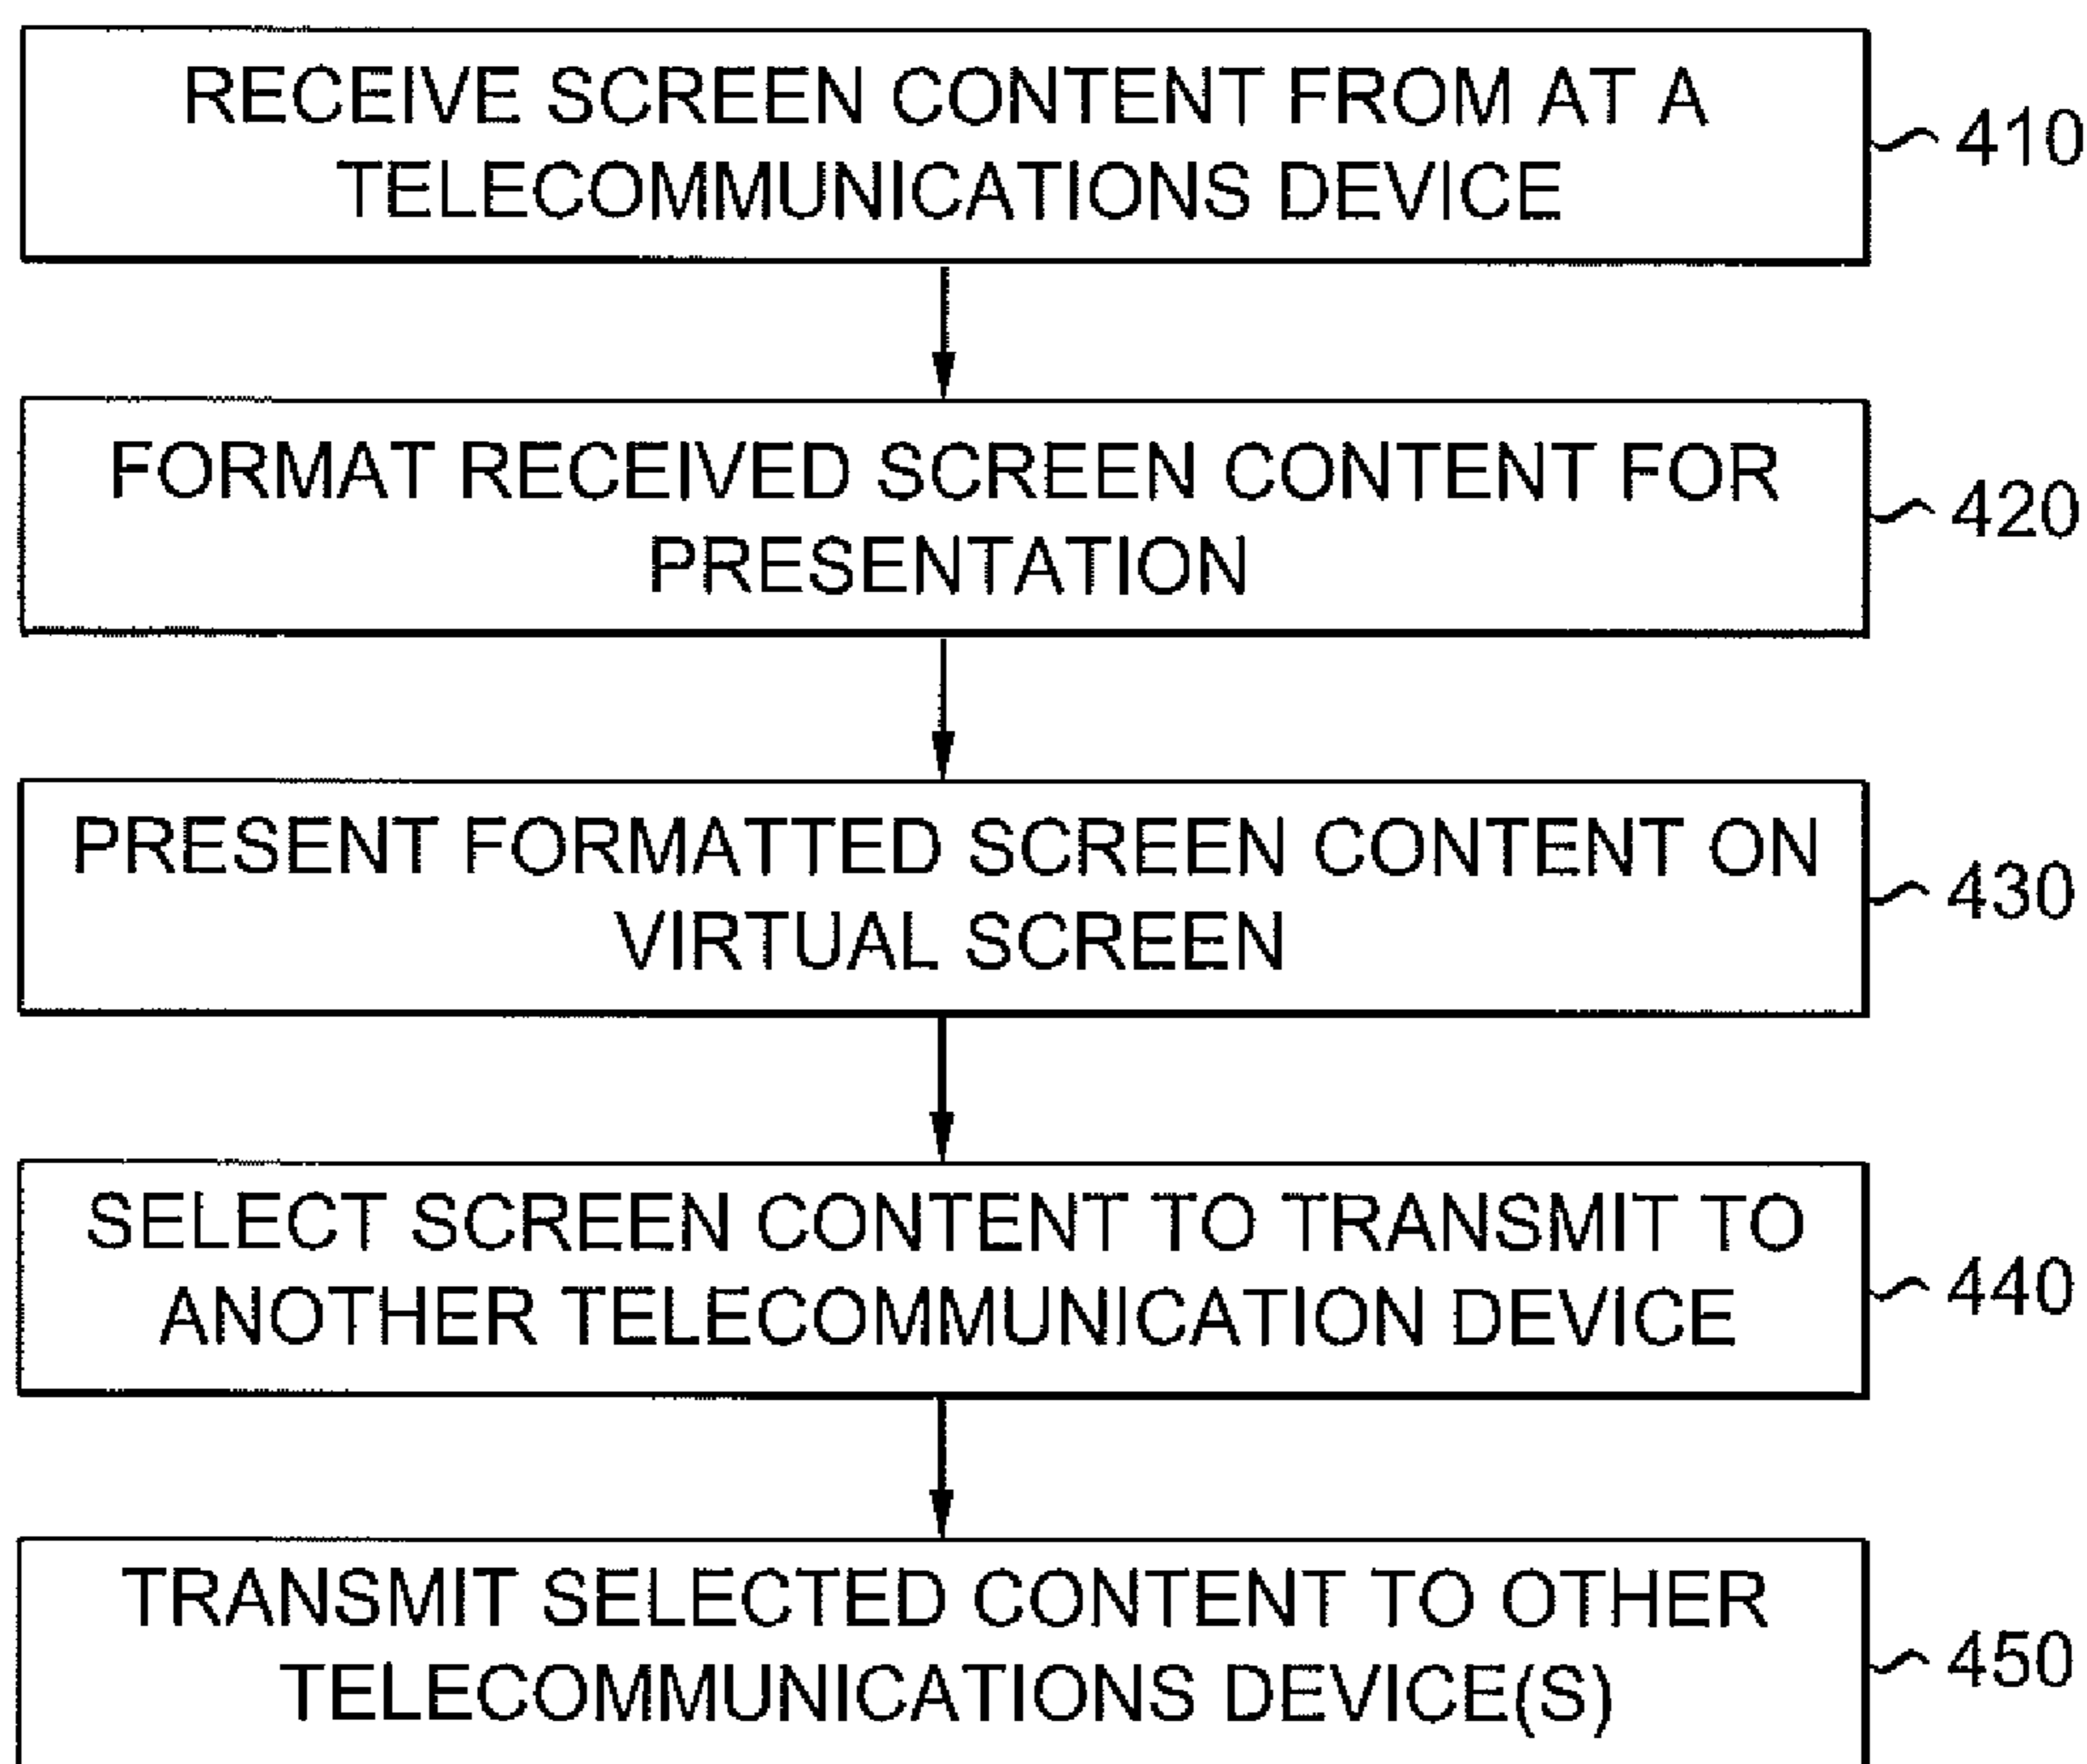 RECEIVE SCREEN CONTENT FROM AT A
TELECOMMUNICATIONS DEVICE
410
FORMAT RECEIVED SCREEN CONTENT FOR
PRESENTATION
420
PRESENT FORMATTED SCREEN CONTENT ON
VIRTUAL SCREEN
430
SELECT SCREEN CONTENT TO TRANSMIT TO
ANOTHER TELECOMMUNICATION DEVICE
440
TRANSMIT SELECTED CONTENT TO OTHER
TELECOMMUNICATIONS DEVICE(S)
450